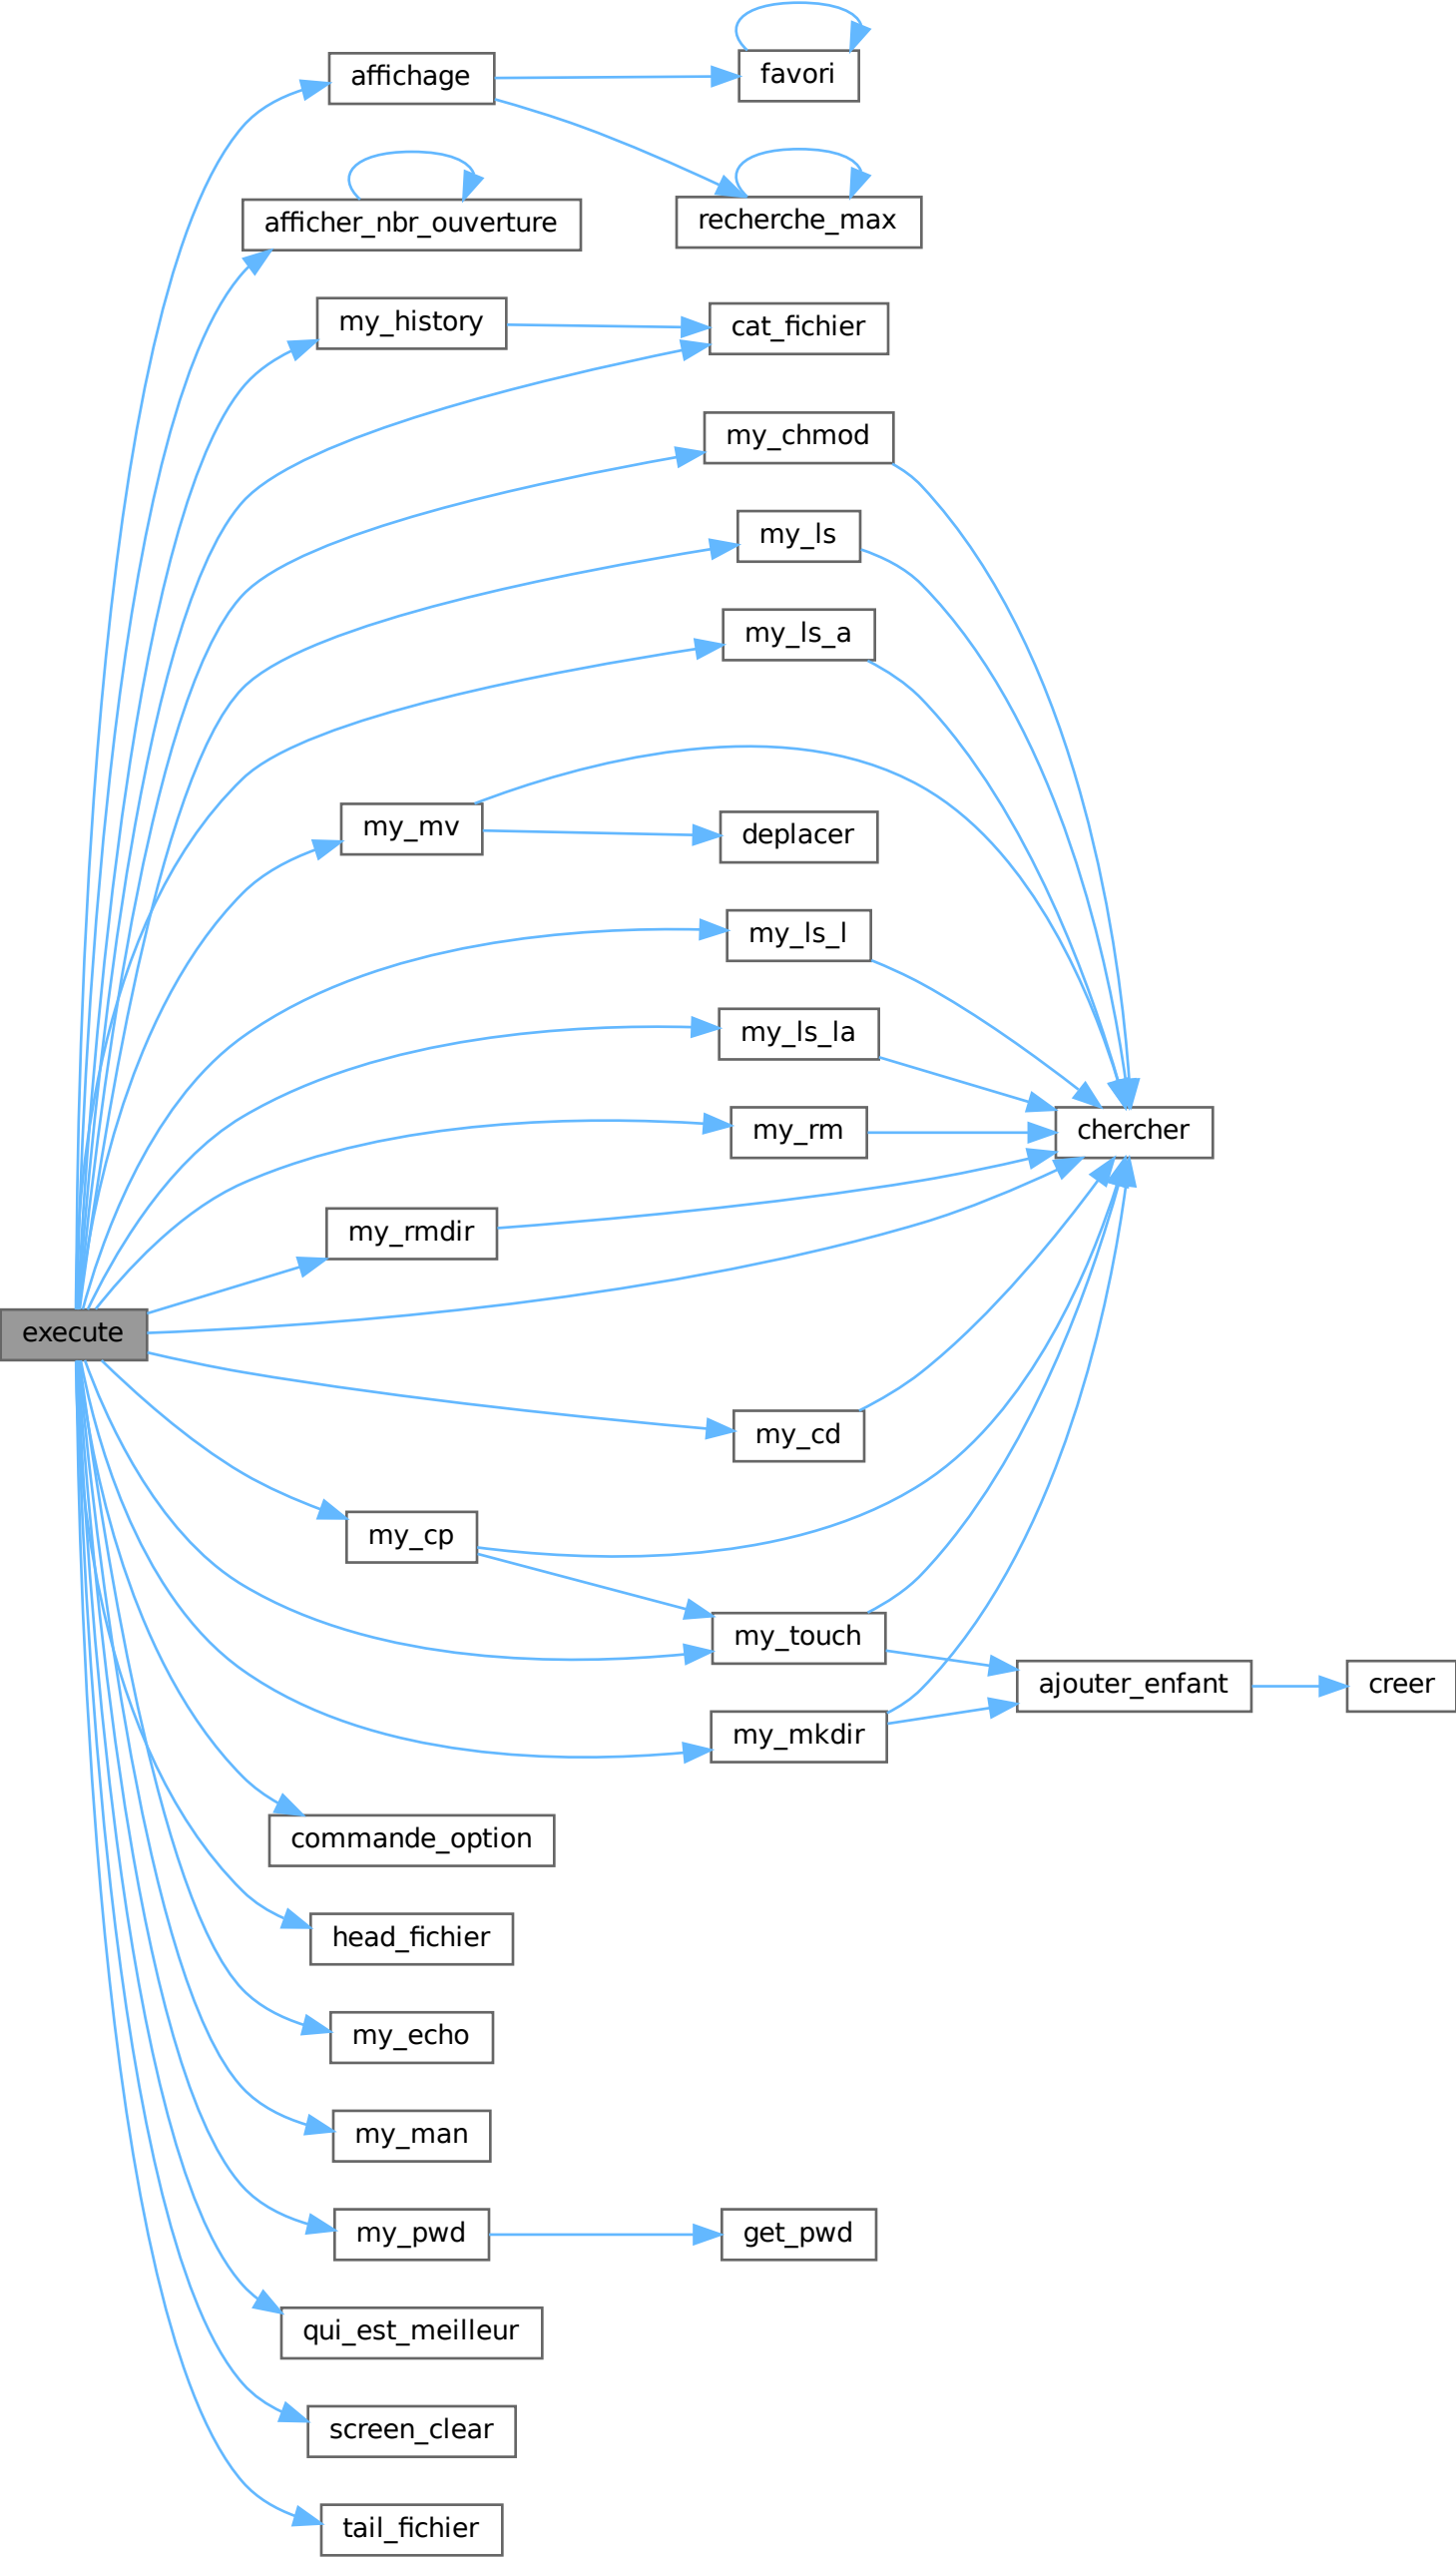 affichage
favori
afficher_nbr_ouverture
recherche_max
my_history
cat_fichier
my_chmod
my_ls
my_ls_a
my_mv
deplacer
my_ls_l
my_ls_la
my_rm
chercher
my_rmdir
execute
my_cd
my_cp
my_touch
ajouter_enfant
creer
my_mkdir
commande_option
head_fichier
my_echo
my_man
my_pwd
get_pwd
qui_est_meilleur
screen_clear
tail_fichier